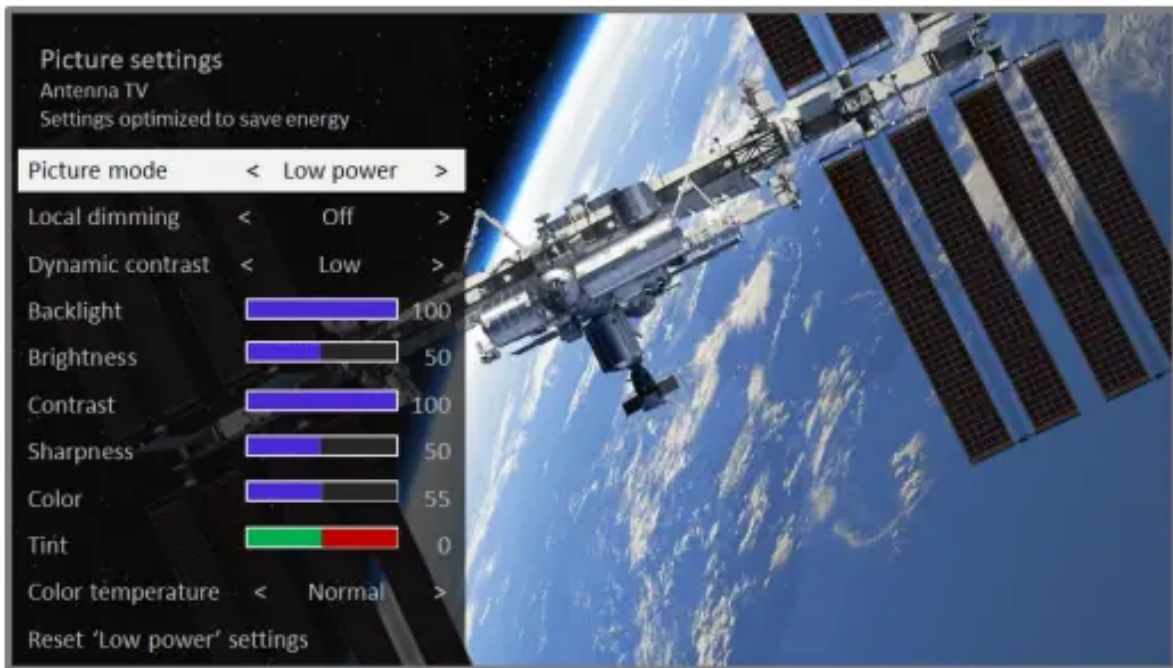 Picture settings
Antenna TV
Settings optimized to save energy
Picture mode < Low power >
Local dimming < Off >
Dynamic contrast < Low >
Backlight 100
Brightness 50
Contrast 100
Sharpness 50
Color 55
Tint 0
Color temperature < Normal >
Reset ‘Low power’ settings